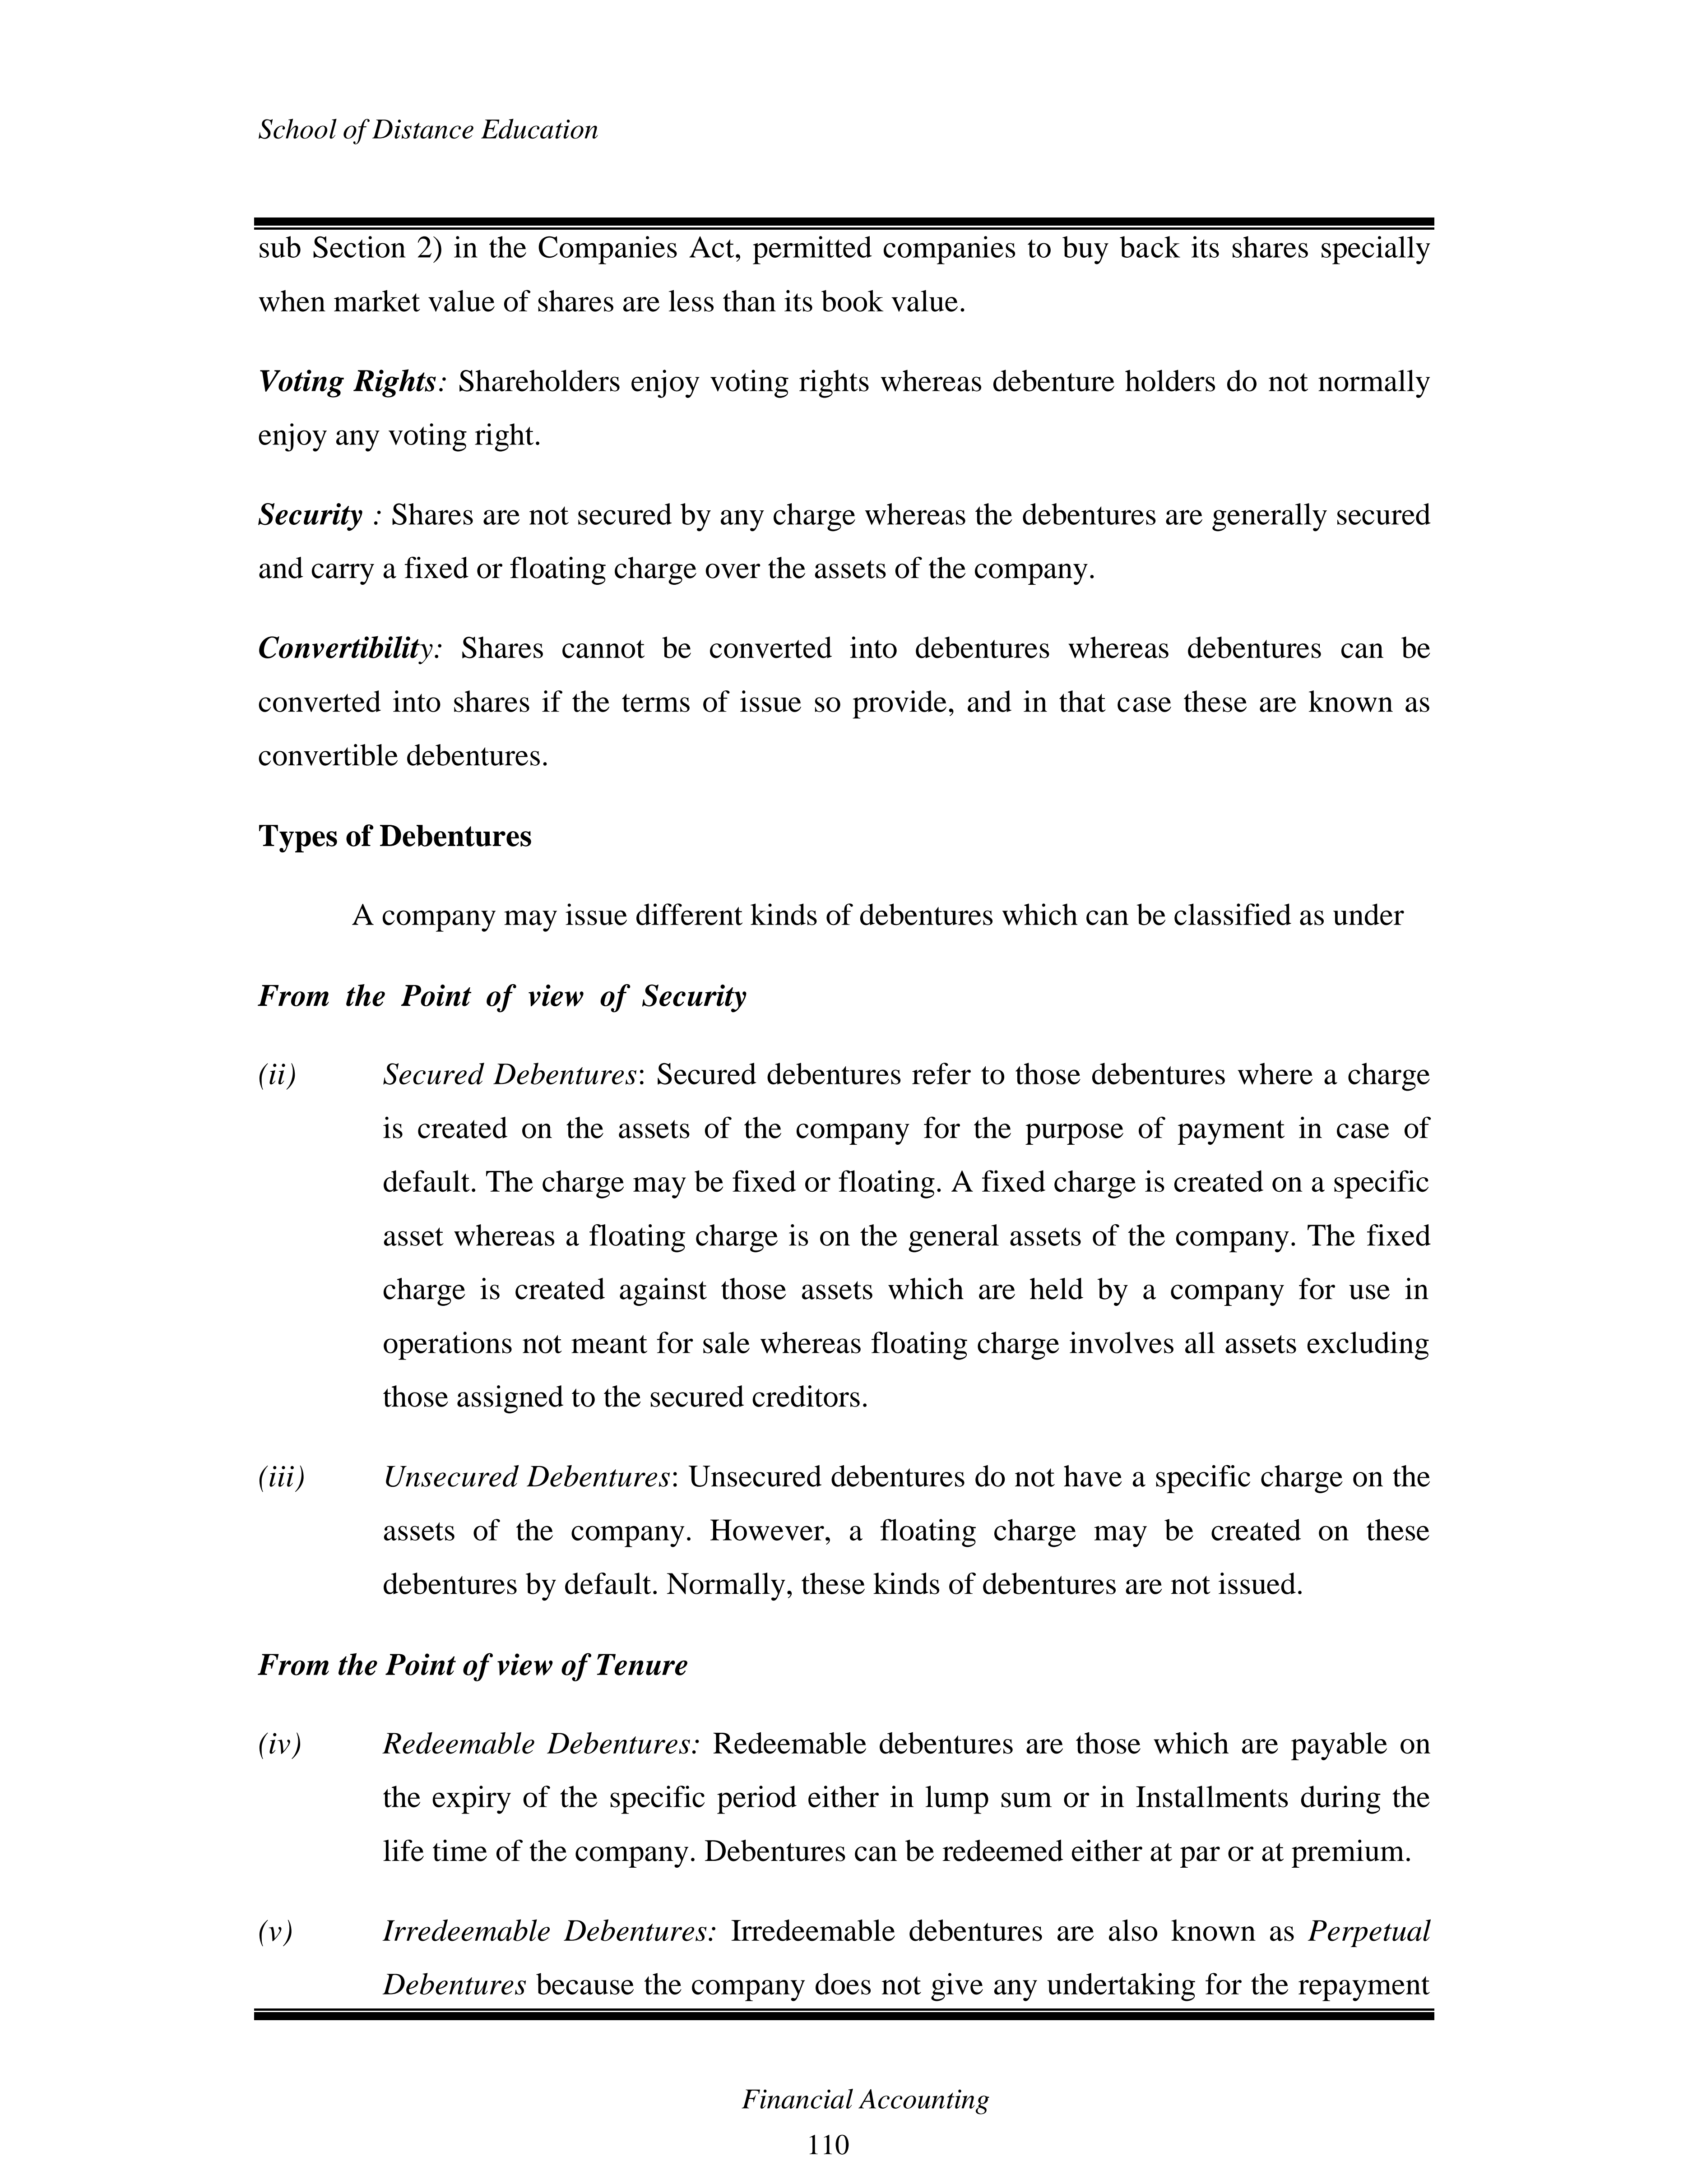 School of Distance Education
sub Section 2) in the Companies Act, permitted companies to buy back its shares specially
when market value of shares are less than its book value.
Voting Rights: Shareholders enjoy voting rights whereas debenture holders do not normally
enjoy any voting right.
Security : Shares are not secured by any charge whereas the debentures are generally secured
and carry a fixed or floating charge over the assets of the company.
Convertibility: Shares cannot be converted into debentures whereas debentures can be
converted into shares if the terms of issue so provide, and in that case these are known as
convertible debentures.
Types of Debentures
A company may issue different kinds of debentures which can be classified as under
From the Point of view of Security
(ii) Secured Debentures: Secured debentures refer to those debentures where a charge
is created on the assets of the company for the purpose of payment in case of
default. The charge may be fixed or floating. A fixed charge is created on a specific
asset whereas a floating charge is on the general assets of the company. The fixed
charge is created against those assets which are held by a company for use in
operations not meant for sale whereas floating charge involves all assets excluding
those assigned to the secured creditors.
(iii) Unsecured Debentures: Unsecured debentures do not have a specific charge on the
assets of the company. However, a floating charge may be created on these
debentures by default. Normally, these kinds of debentures are not issued.
From the Point of view of Tenure
(iv) Redeemable Debentures: Redeemable debentures are those which are payable on
the expiry of the specific period either in lump sum or in Installments during the
life time of the company. Debentures can be redeemed either at par or at premium.
(v) Irredeemable Debentures: Irredeemable debentures are also known as Perpetual
Debentures because the company does not give any undertaking for the repayment
Financial Accounting
110